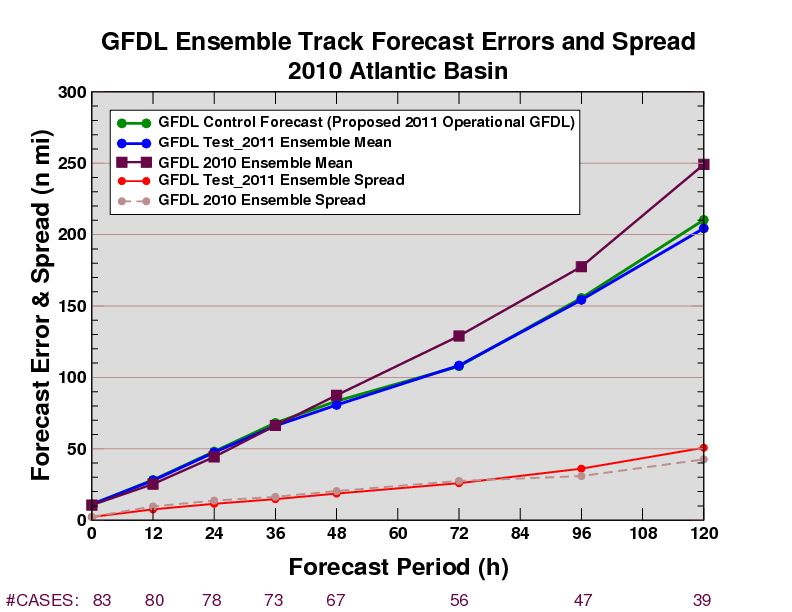 GFDL Ensemble Track Forecast Errors and Spread
2010 Atlantic Basin
Forecast Error & Spread (n mi)
300
250
200
150
100
50
0
GFDL Control Forecast (Proposed 2011 Operational GFDL)
GFDL Test_2011 Ensemble Mean
GFDL 2010 Ensemble Mean
GFDL Test_2011 Ensemble Spread
GFDL 2010 Ensemble Spread
0 12 24 36 48 60 72 84 96 108 120
Forecast Period (h)
#CASES: 83 80 78 73 67 56 47 39